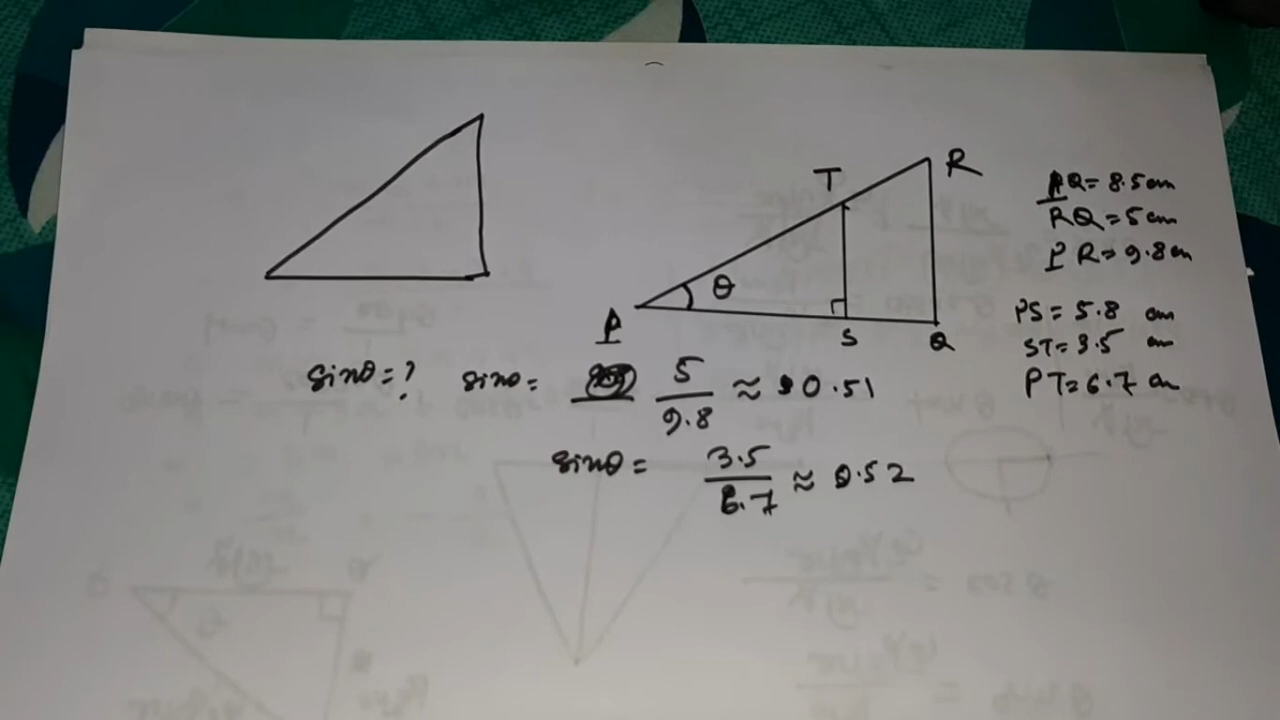 T
R
θ
P
S
Q
PQ = 8.5 cm
RQ = 5 cm
PR = 9.8 cm
PS = 5.8 cm
ST = 3.5 cm
PT = 6.7 cm
sinθ = ? sinθ = 5/9.8 ≈ 0.51
sinθ = 3.5/6.7 ≈ 0.52